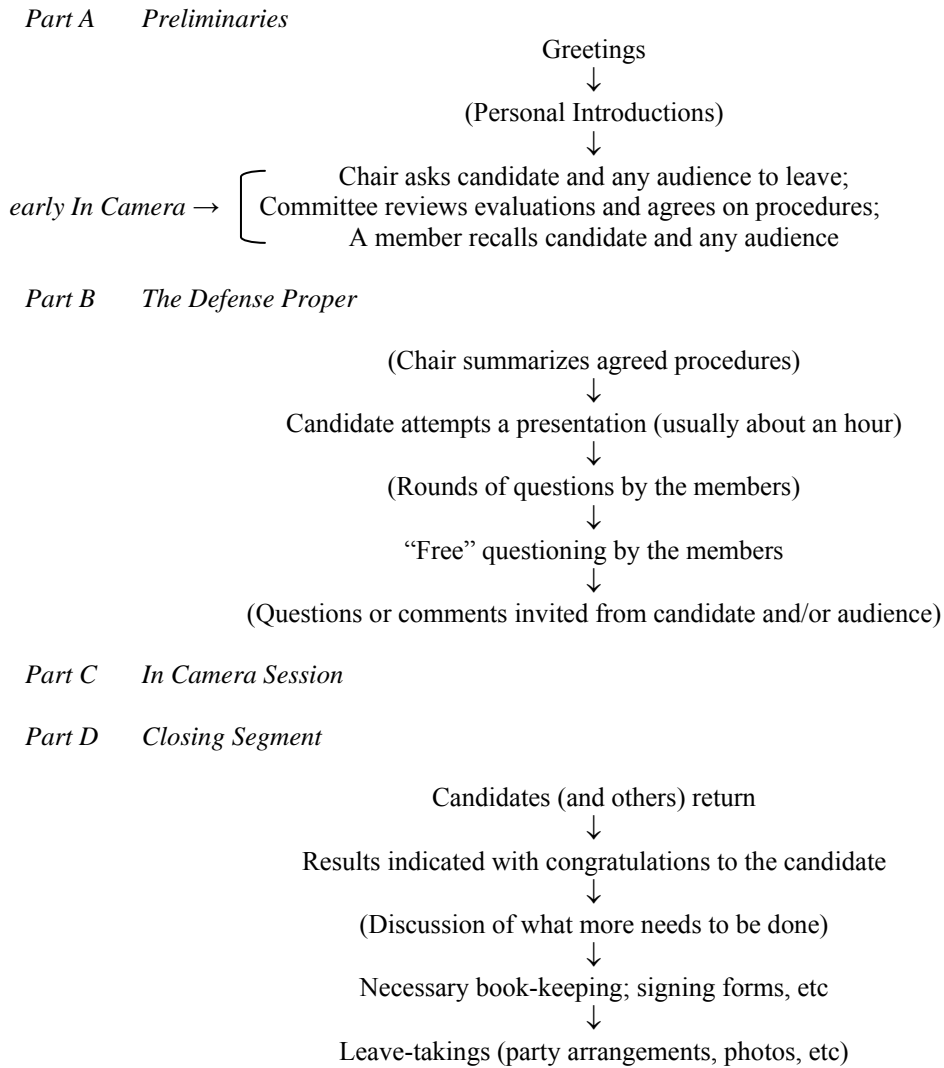 Part A Preliminaries
Greetings
↓
(Personal Introductions)
↓
Chair asks candidate and any audience to leave;
early In Camera → Committee reviews evaluations and agrees on procedures;
A member recalls candidate and any audience
Part B The Defense Proper
(Chair summarizes agreed procedures)
↓
Candidate attempts a presentation (usually about an hour)
↓
(Rounds of questions by the members)
↓
“Free” questioning by the members
↓
(Questions or comments invited from candidate and/or audience)
Part C In Camera Session
Part D Closing Segment
Candidates (and others) return
↓
Results indicated with congratulations to the candidate
↓
(Discussion of what more needs to be done)
↓
Necessary book-keeping; signing forms, etc
↓
Leave-takings (party arrangements, photos, etc)